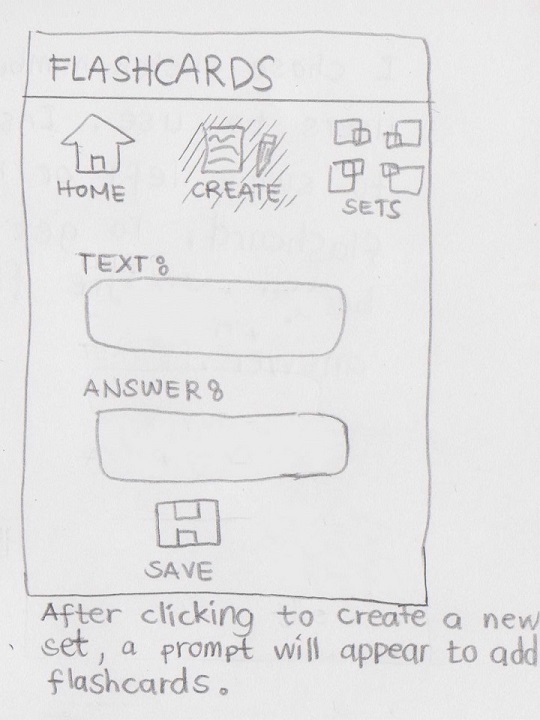 FLASHCARDS
HOME CREATE SETS
TEXT:
ANSWER:
SAVE
After clicking to create a new
set, a prompt will appear to add
flashcards.